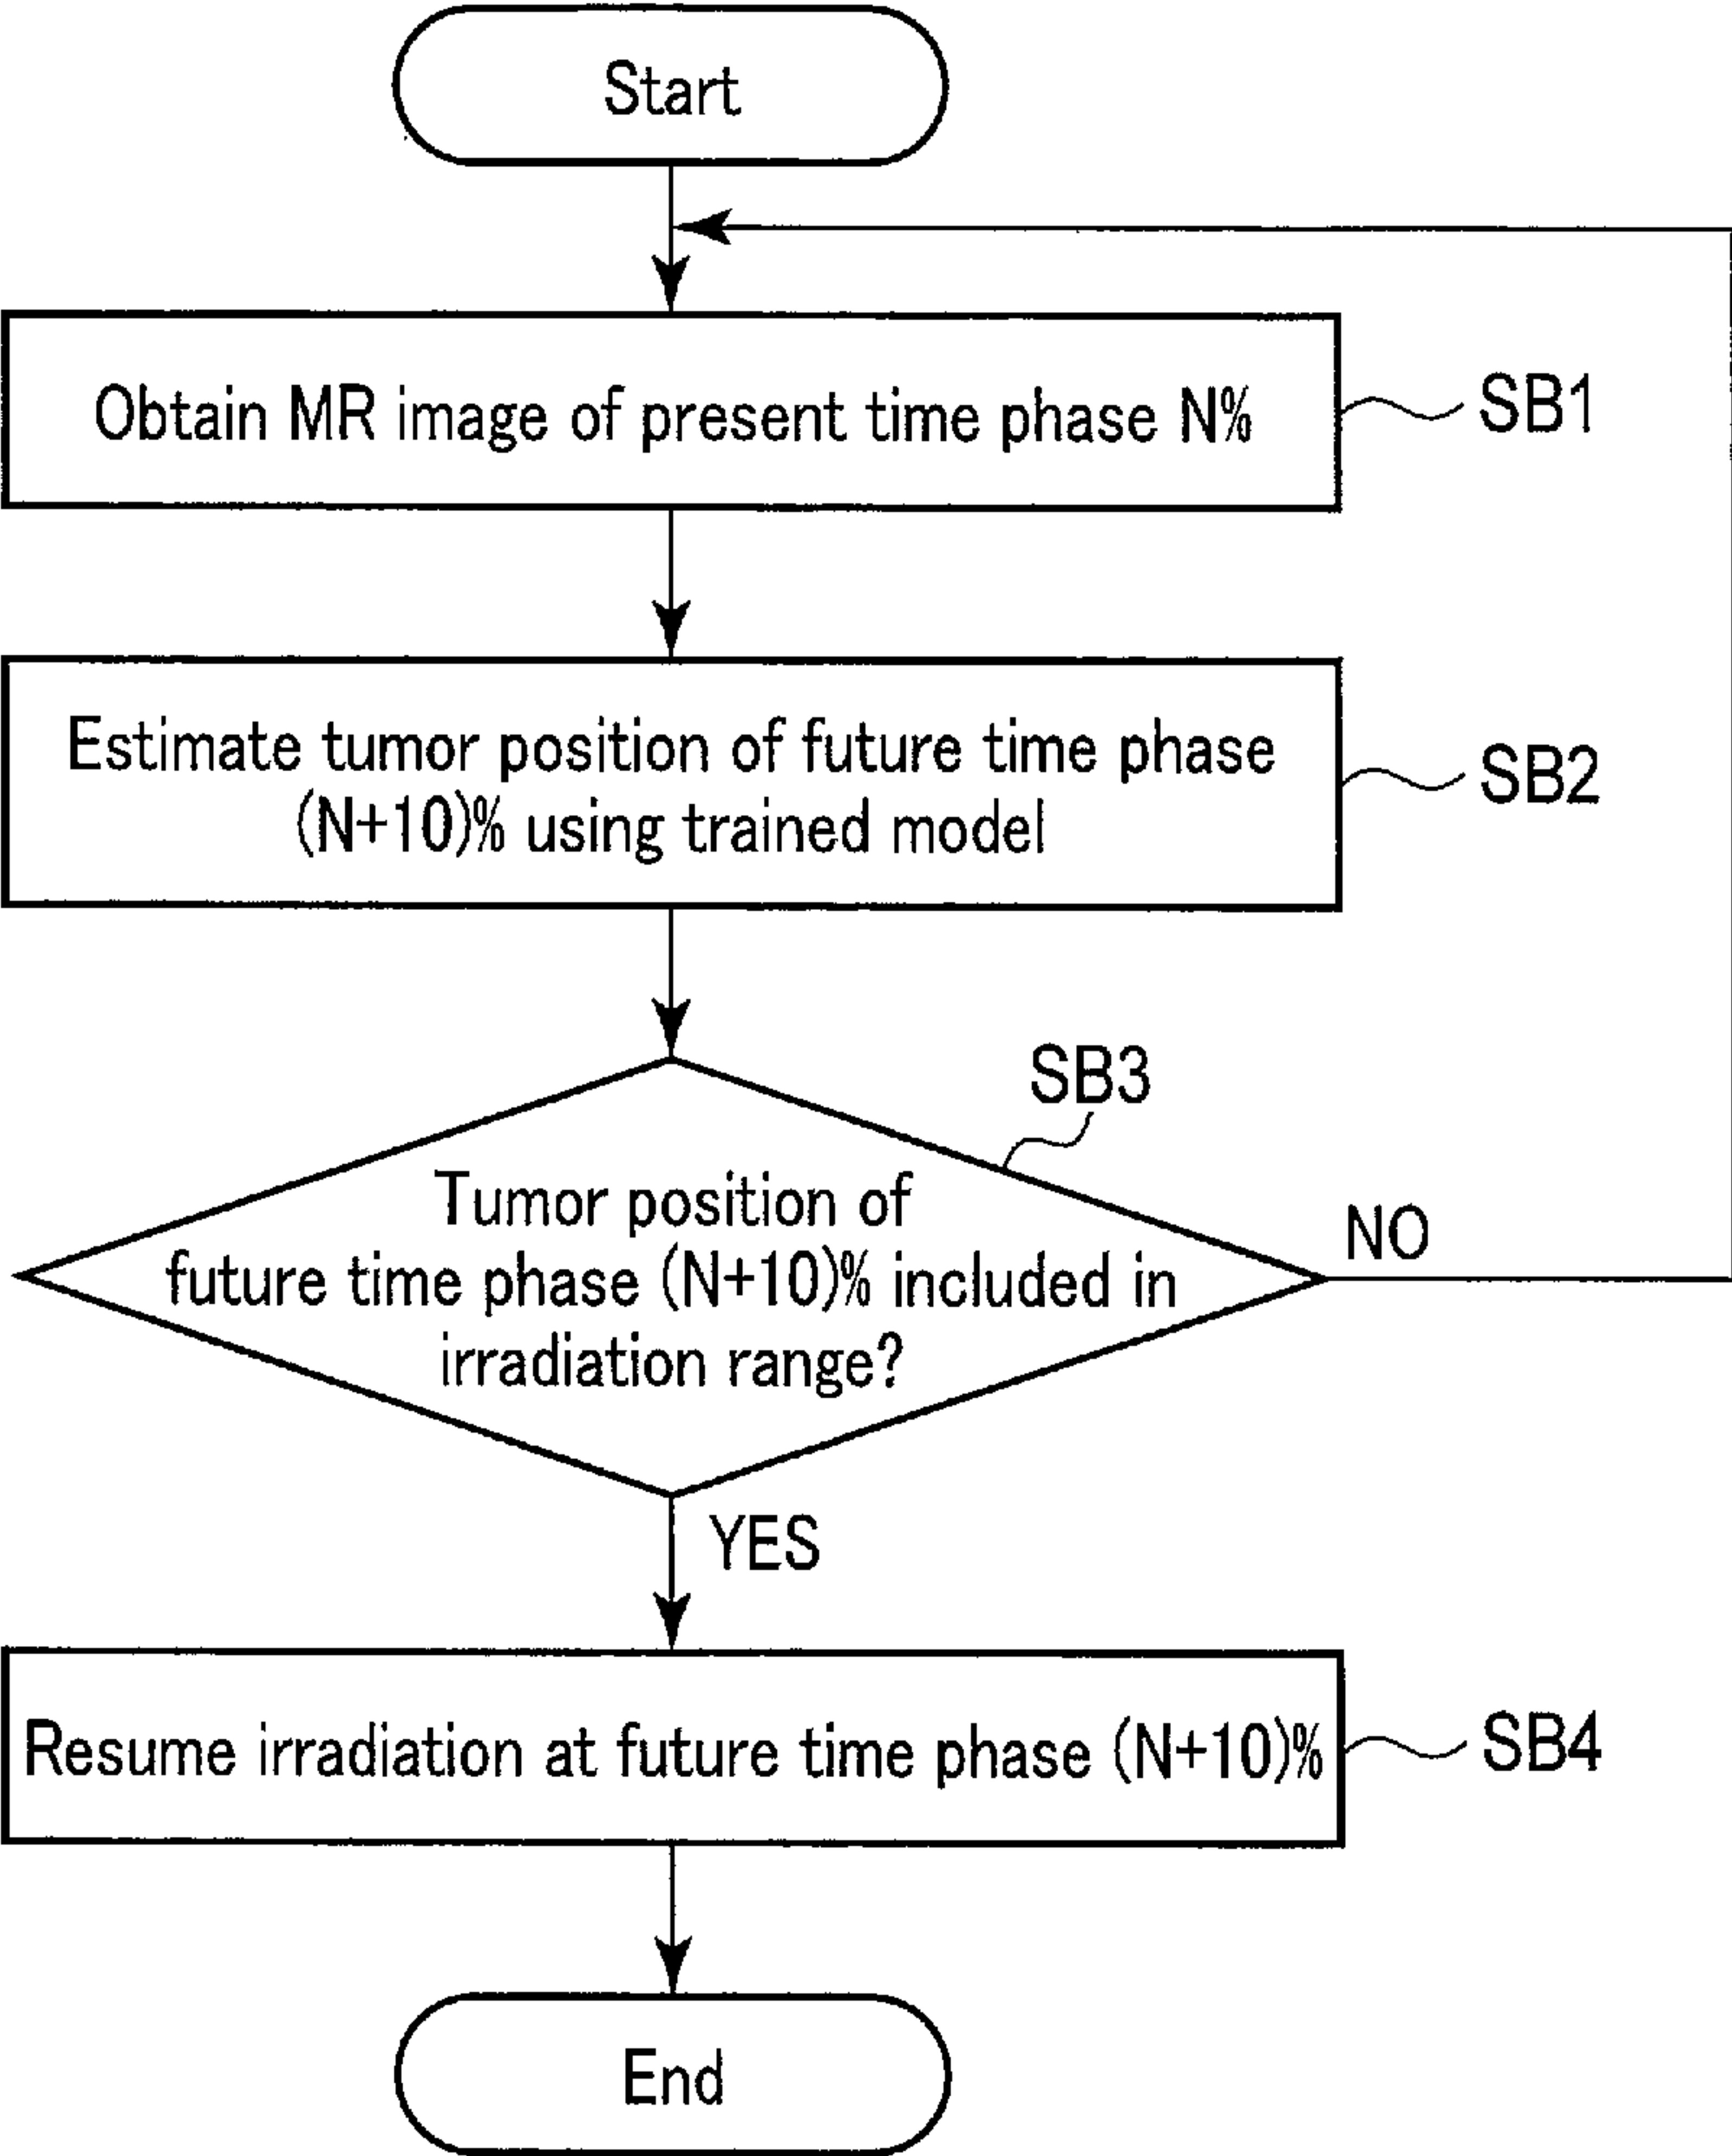 Start
Obtain MR image of present time phase N%
SB1
Estimate tumor position of future time phase
(N+10)% using trained model
SB2
SB3
Tumor position of
future time phase (N+10)% included in
irradiation range?
NO
YES
Resume irradiation at future time phase (N+10)%
SB4
End